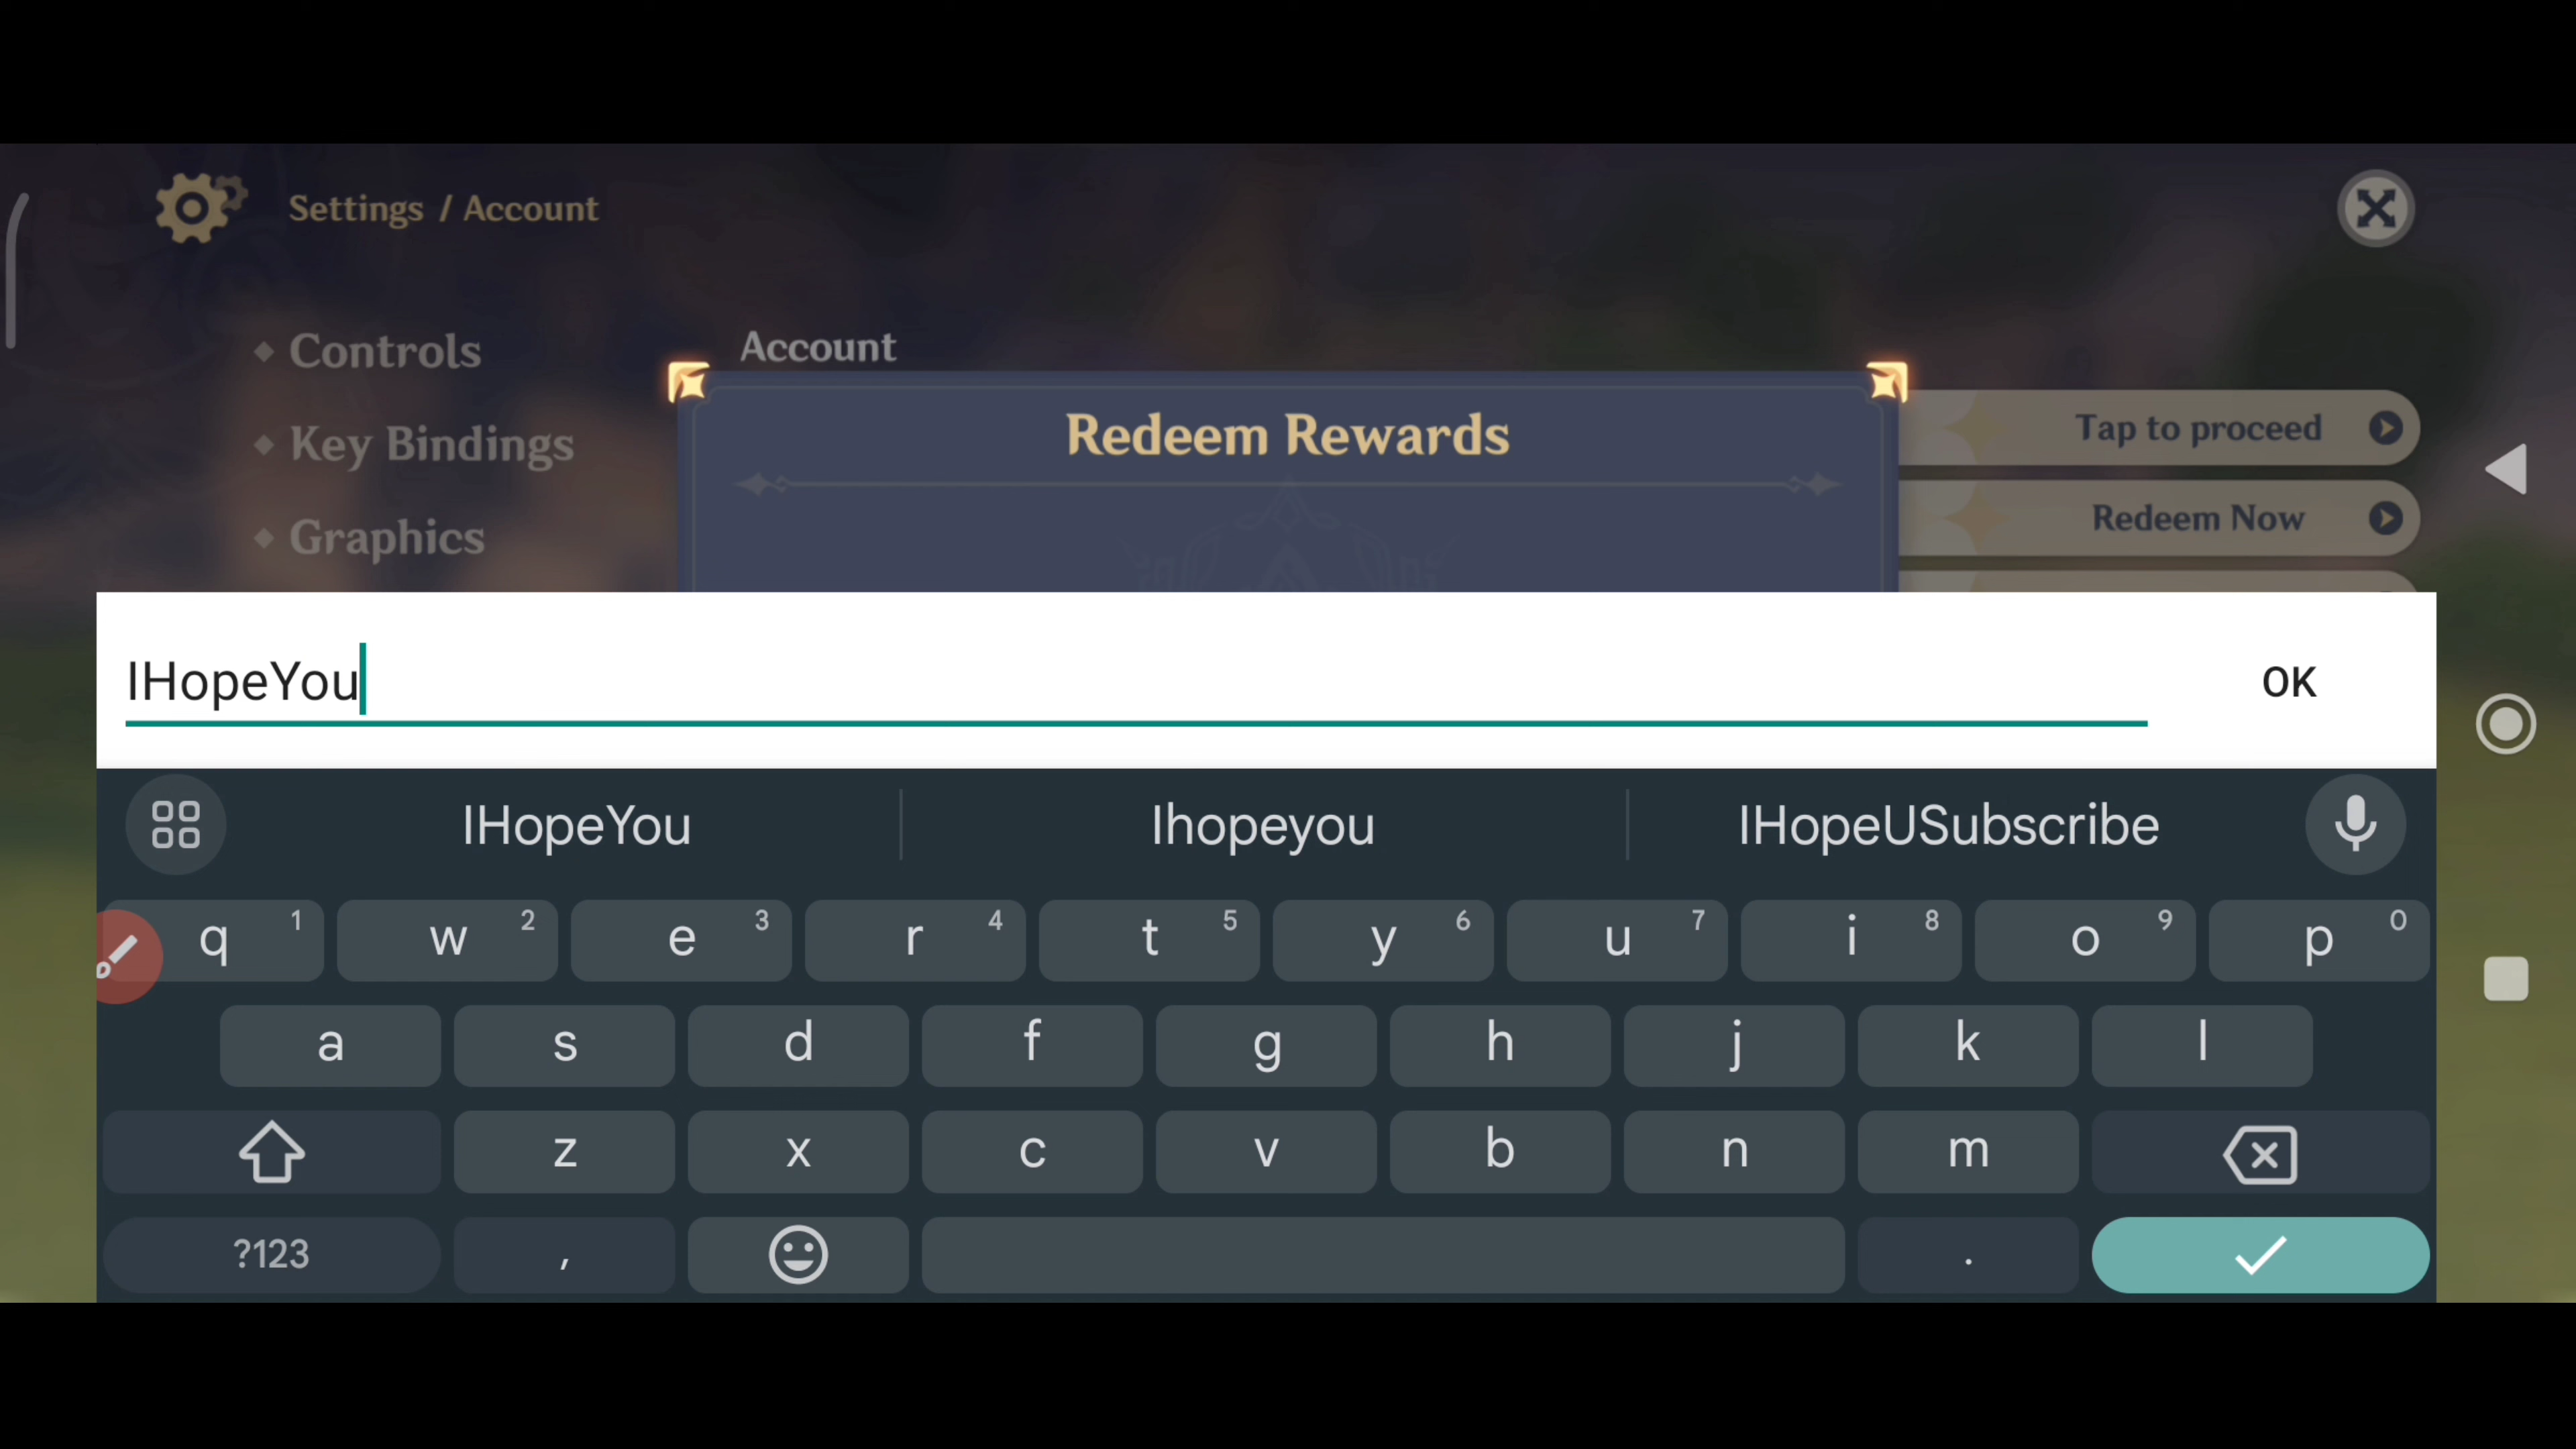 Settings / Account
Controls
Key Bindings
Graphics
Account
Redeem Rewards
Tap to proceed
Redeem Now
IHopeYou
OK
IHopeYou Ihopeyou IHopeUSubscribe
q 1 w 2 e 3 r 4 t 5 y 6 u 7 i 8 o 9 p 0
a s d f g h j k l
z x c v b n m
?123 , .